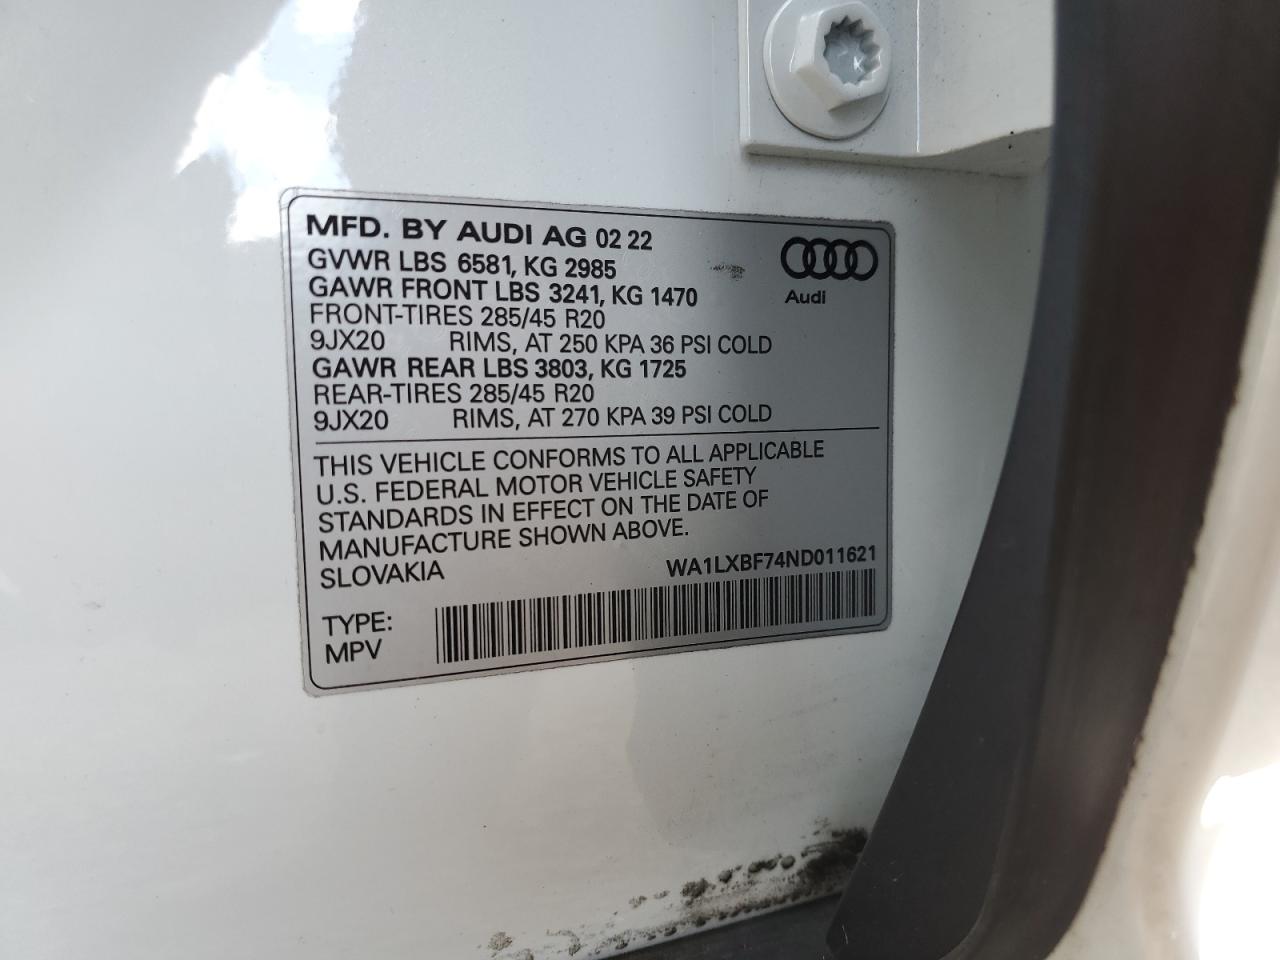 MFD. BY AUDI AG 02 22
GVWR LBS 6581, KG 2985
GAWR FRONT LBS 3241, KG 1470
FRONT-TIRES 285/45 R20
9JX20 RIMS, AT 250 KPA 36 PSI COLD
GAWR REAR LBS 3803, KG 1725
REAR-TIRES 285/45 R20
9JX20 RIMS, AT 270 KPA 39 PSI COLD
Audi
THIS VEHICLE CONFORMS TO ALL APPLICABLE
U.S. FEDERAL MOTOR VEHICLE SAFETY
STANDARDS IN EFFECT ON THE DATE OF
MANUFACTURE SHOWN ABOVE.
SLOVAKIA
WA1LXBF74ND011621
TYPE:
MPV